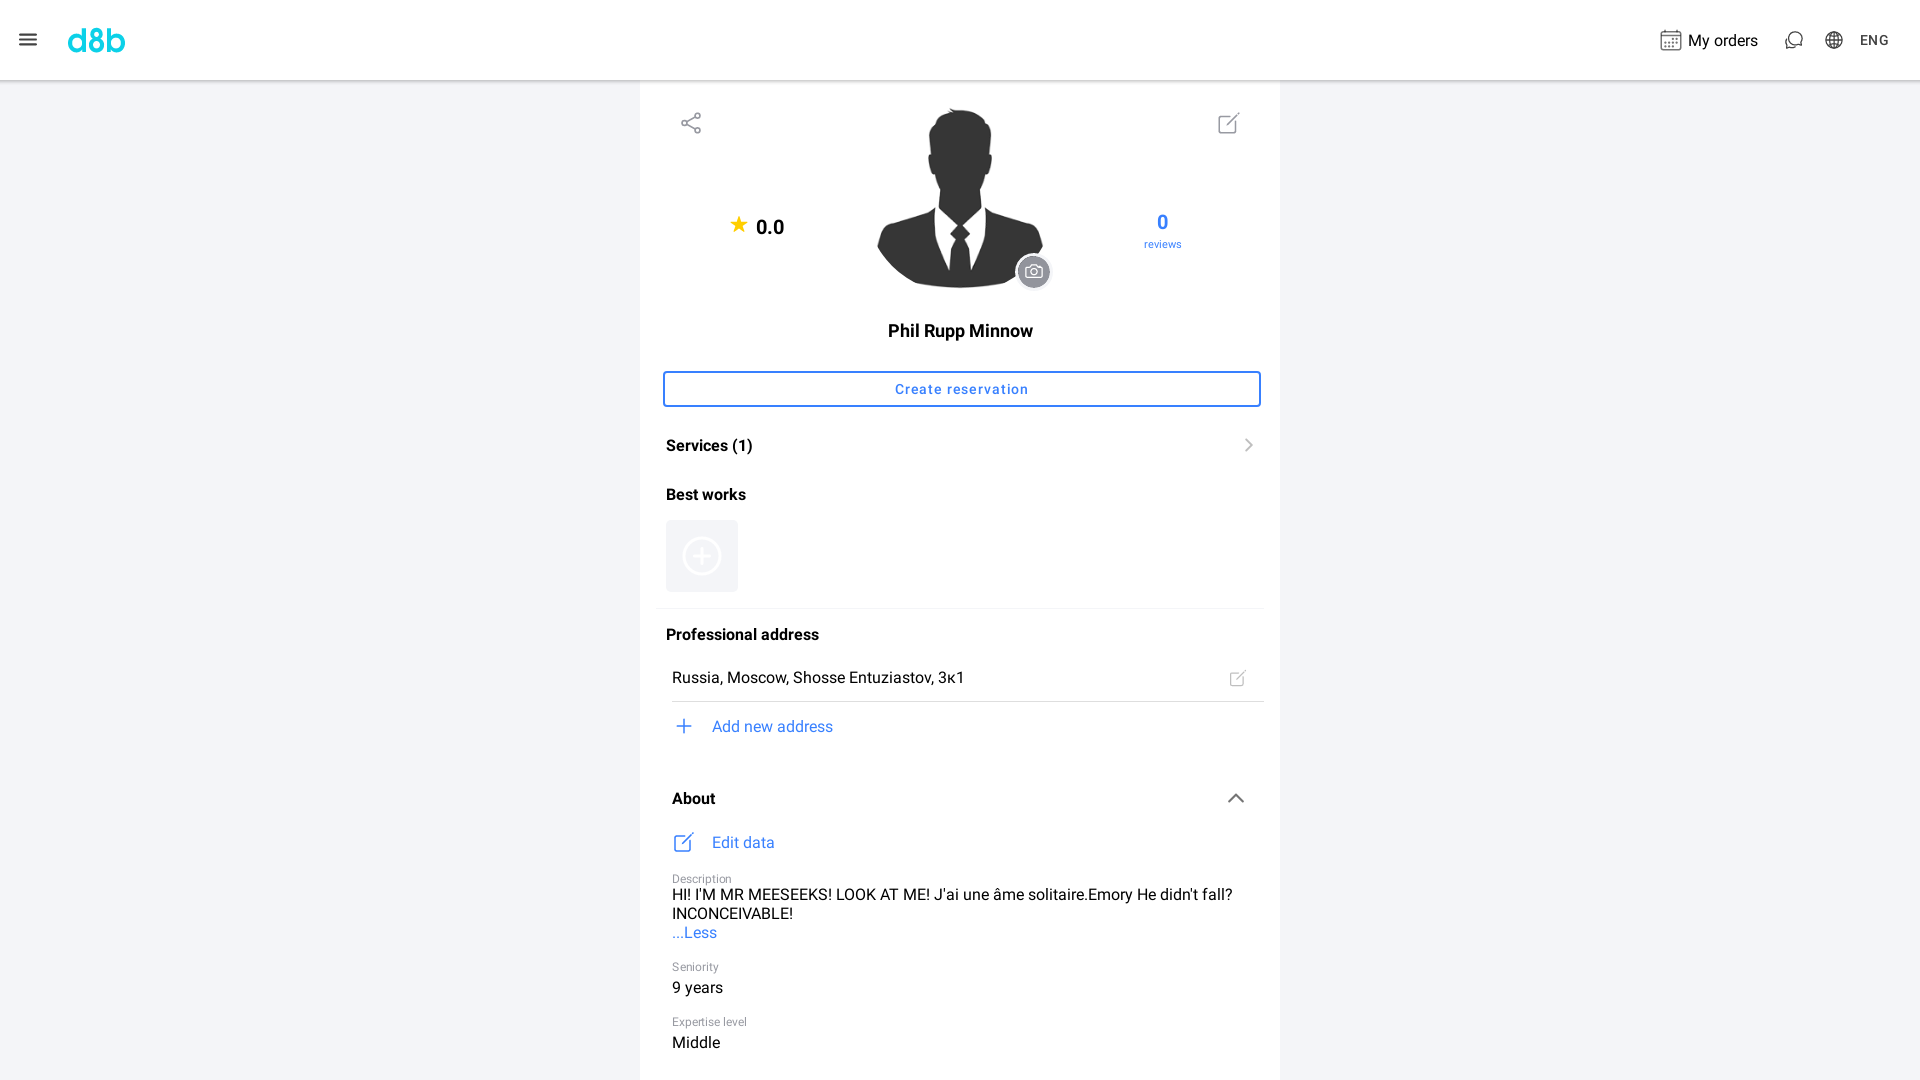 d8b
My orders
ENG
0.0
0
reviews
Phil Rupp Minnow
Create reservation
Services (1)
Best works
Professional address
Russia, Moscow, Shosse Entuziastov, 3к1
Add new address
About
Edit data
Description
HI! I'M MR MEESEEKS! LOOK AT ME! J'ai une âme solitaire.Emory He didn't fall?
INCONCEIVABLE!
...Less
Seniority
9 years
Expertise level
Middle